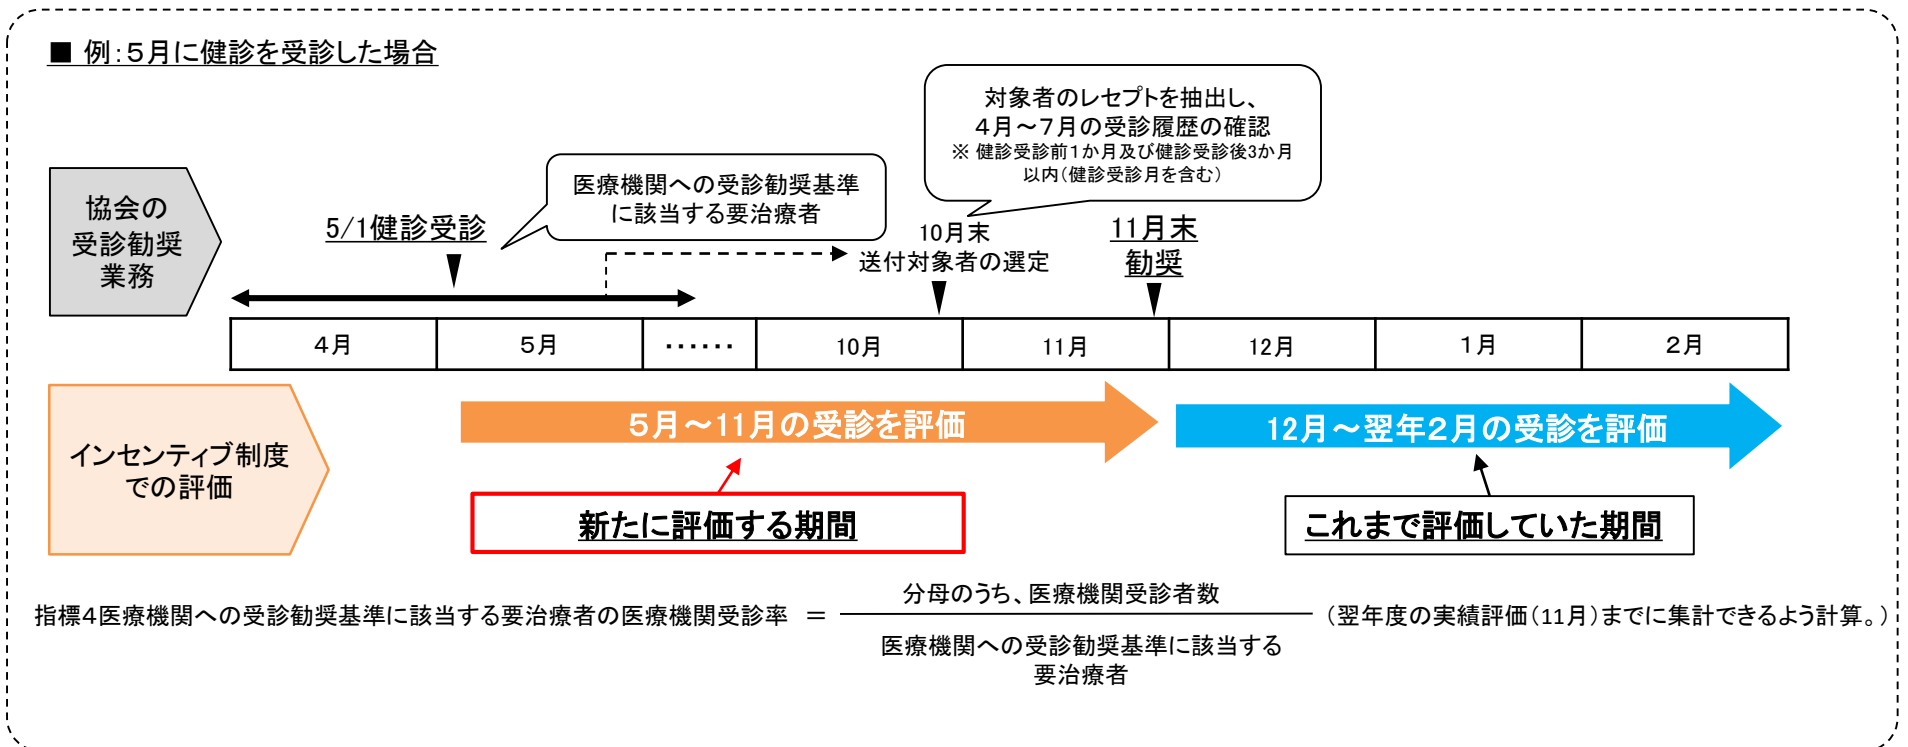 ■ 例：５月に健診を受診した場合
対象者のレセプトを抽出し、
４月～７月の受診履歴の確認
※ 健診受診前１か月及び健診受診後3か月
以内（健診受診月を含む）
医療機関への受診勧奨基準
に該当する要治療者
協会の
受診勧奨
業務
5/1健診受診
10月末
送付対象者の選定
11月末
勧奨
４月
５月
……
10月
11月
12月
１月
２月
インセンティブ制度
での評価
５月～11月の受診を評価
12月～翌年２月の受診を評価
新たに評価する期間
これまで評価していた期間
指標4医療機関への受診勧奨基準に該当する要治療者の医療機関受診率 ＝
分母のうち、医療機関受診者数
医療機関への受診勧奨基準に該当する
要治療者
（翌年度の実績評価（11月）までに集計できるよう計算。）